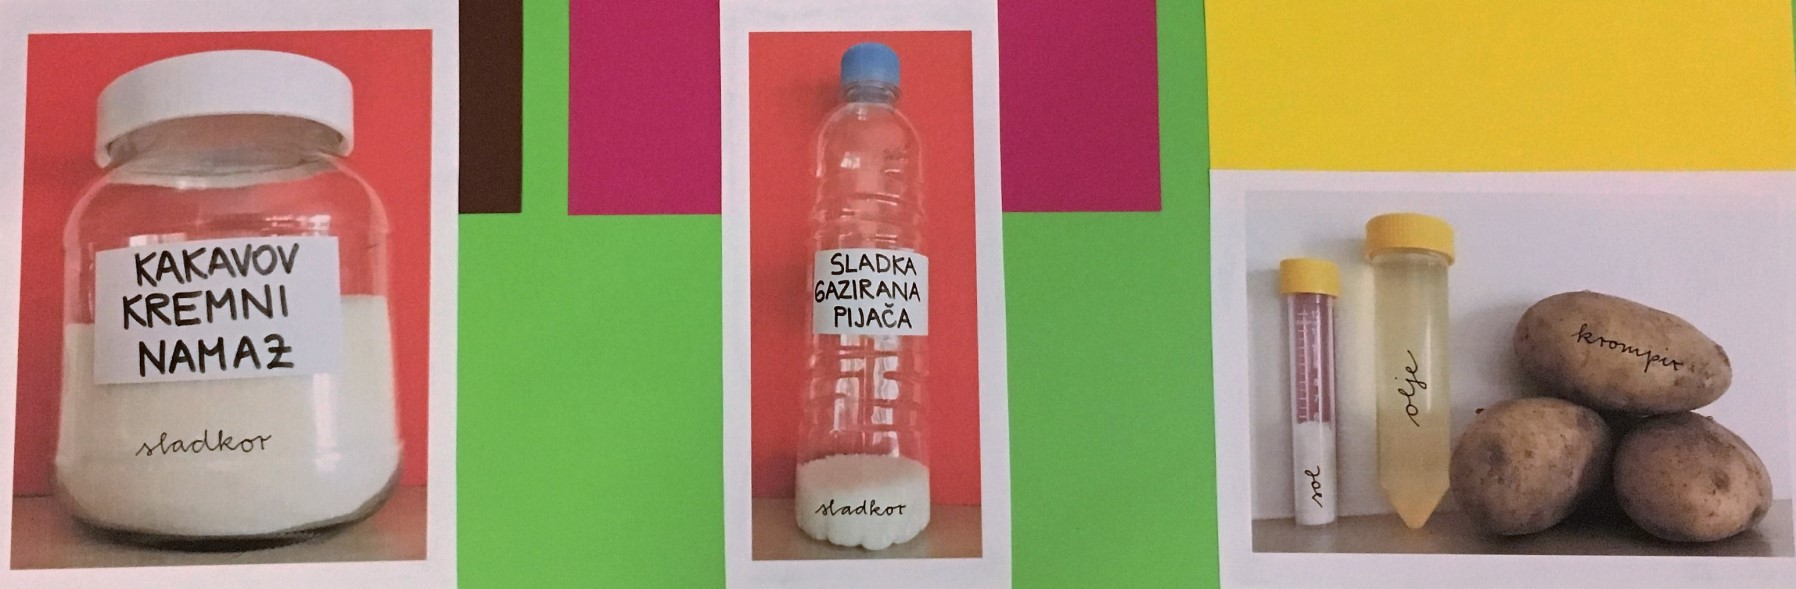 KAKAVOV
KREMNI
NAMAZ
sladkor
SLADKA
GAZIRANA
PIJAČA
sladkor
sol
olje
krompir